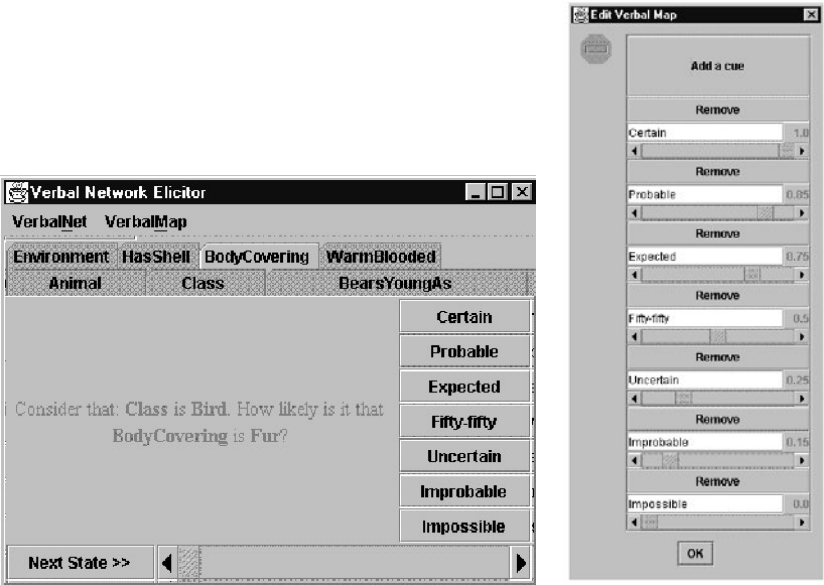 Verbal Network Elicitor
VerbalNet VerbalMap
Environment HasShell BodyCovering WarmBlooded
Animal Class BearsYoungAs
Consider that: Class is Bird. How likely is it that
BodyCovering is Fur?
Certain
Probable
Expected
Fifty-fifty
Uncertain
Improbable
Impossible
Next State >>
Edit Verbal Map
Add a cue
Remove
Certain 1.0
Remove
Probable 0.85
Remove
Expected 0.75
Remove
Fifty-fifty 0.5
Remove
Uncertain 0.25
Remove
Improbable 0.15
Remove
Impossible 0.0
OK